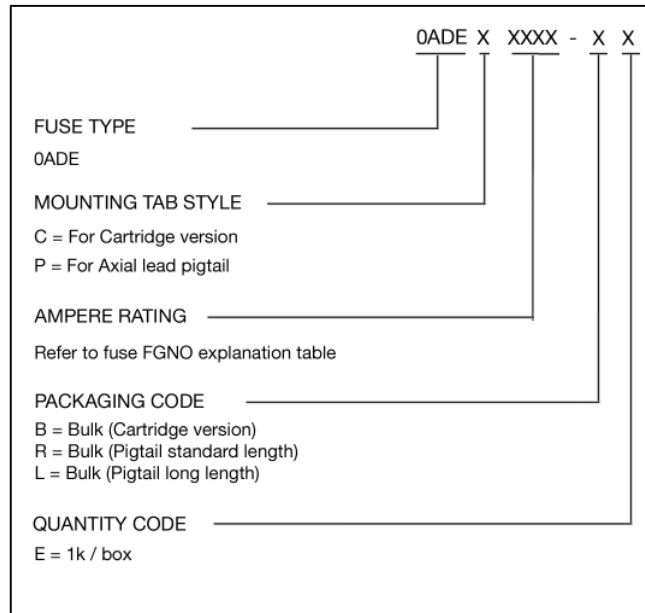 0ADE X XXXX - X X
FUSE TYPE
0ADE
MOUNTING TAB STYLE
C = For Cartridge version
P = For Axial lead pigtail
AMPERE RATING
Refer to fuse FGNO explanation table
PACKAGING CODE
B = Bulk (Cartridge version)
R = Bulk (Pigtail standard length)
L = Bulk (Pigtail long length)
QUANTITY CODE
E = 1k / box